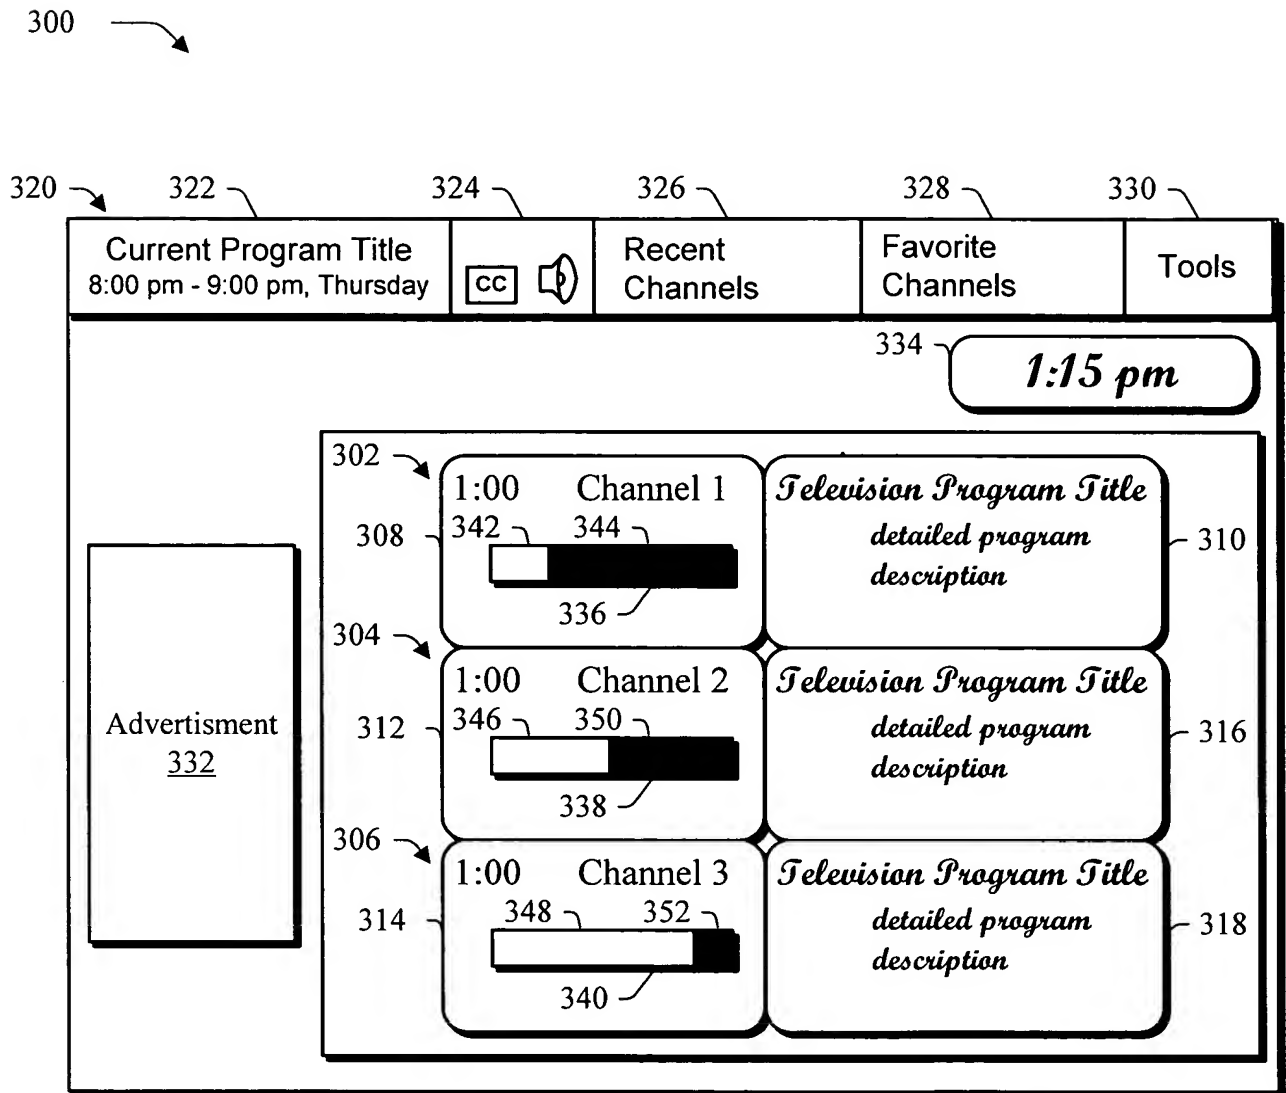 300
320 322 324 326 328 330
Current Program Title
8:00 pm - 9:00 pm, Thursday
CC
Recent
Channels
Favorite
Channels
Tools
334
1:15 pm
302
1:00 Channel 1
342 344
308
336
Television Program Title
detailed program
description
310
304
1:00 Channel 2
346 350
312
338
Television Program Title
detailed program
description
316
306
1:00 Channel 3
348 352
314
340
Television Program Title
detailed program
description
318
Advertisment
332